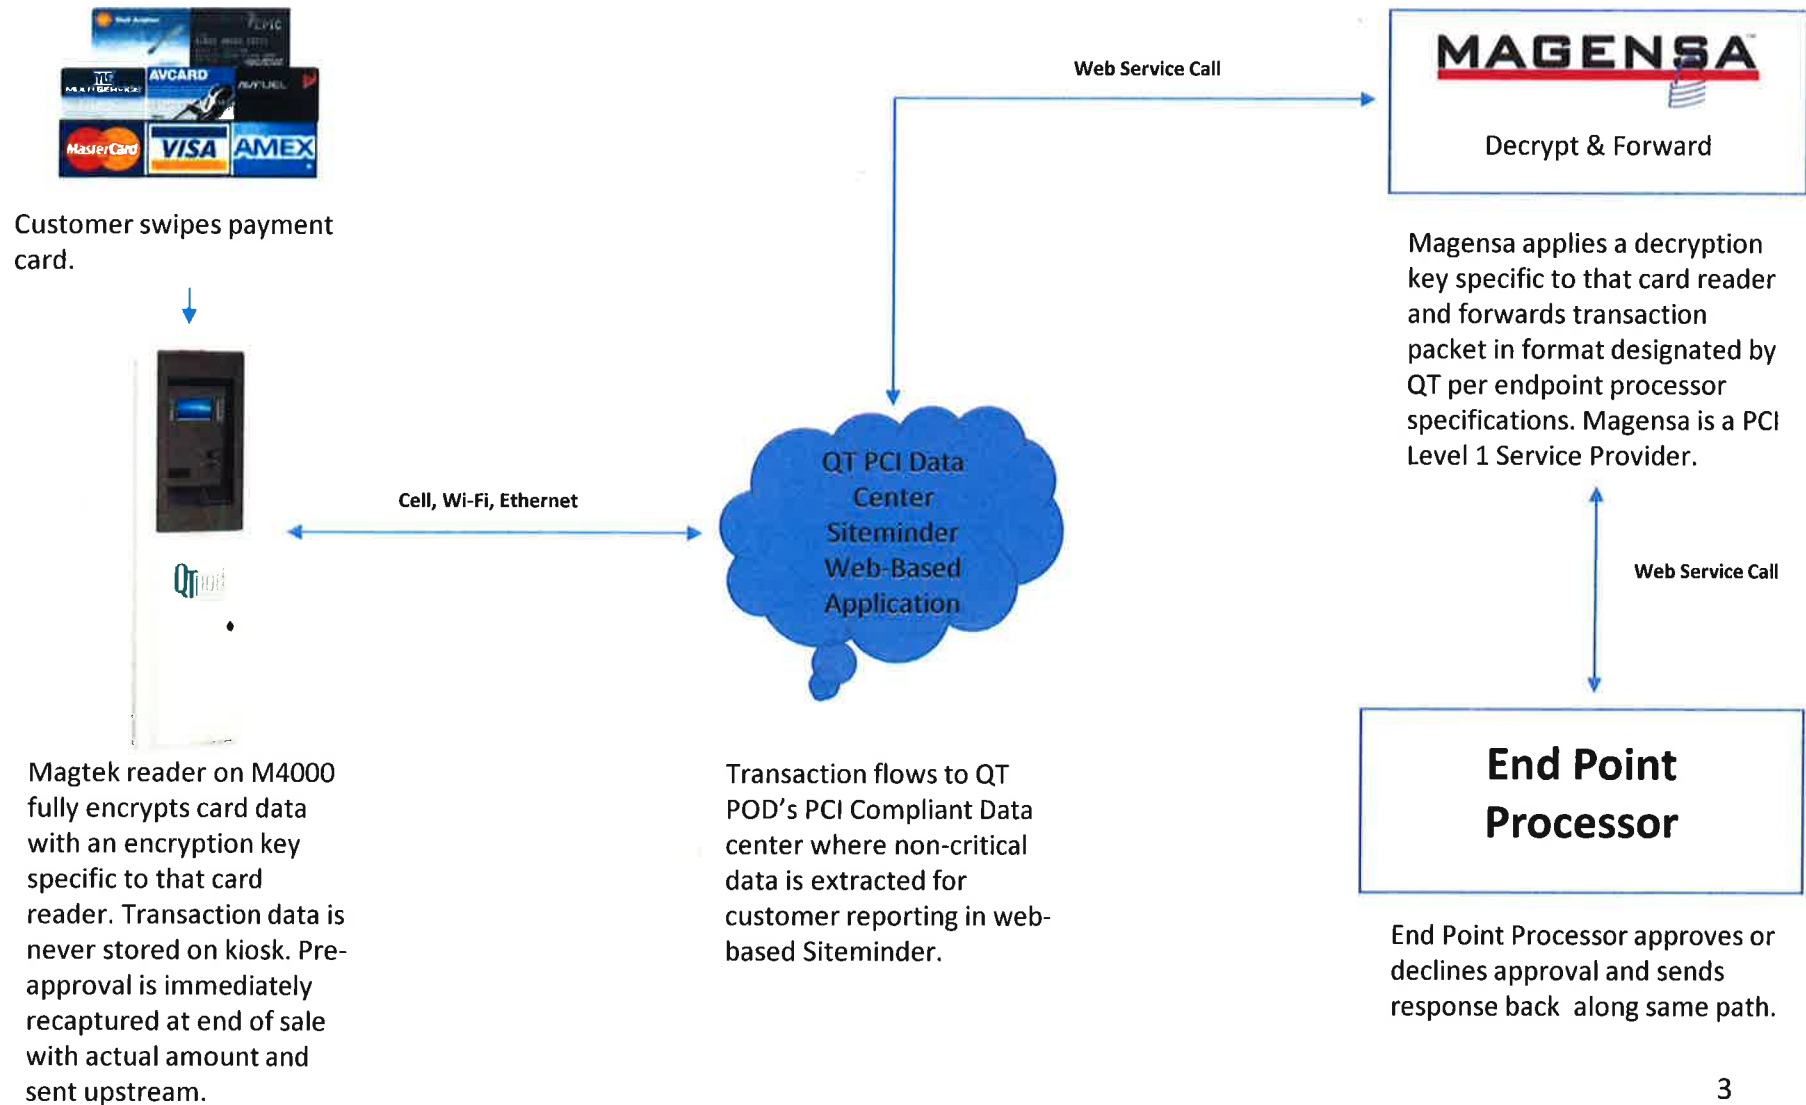 Shell Aviation
EPIC
MULTI SERVICE
AVCARD
AVFUEL
MasterCard
VISA
AMEX
Customer swipes payment
card.
QTpod
Magtek reader on M4000
fully encrypts card data
with an encryption key
specific to that card
reader. Transaction data is
never stored on kiosk. Pre-
approval is immediately
recaptured at end of sale
with actual amount and
sent upstream.
Cell, Wi-Fi, Ethernet
QT PCI Data
Center
Siteminder
Web-Based
Application
Transaction flows to QT
POD's PCI Compliant Data
center where non-critical
data is extracted for
customer reporting in web-
based Siteminder.
Web Service Call
MAGENSA
Decrypt & Forward
Magensa applies a decryption
key specific to that card reader
and forwards transaction
packet in format designated by
QT per endpoint processor
specifications. Magensa is a PCI
Level 1 Service Provider.
Web Service Call
End Point
Processor
End Point Processor approves or
declines approval and sends
response back along same path.
3